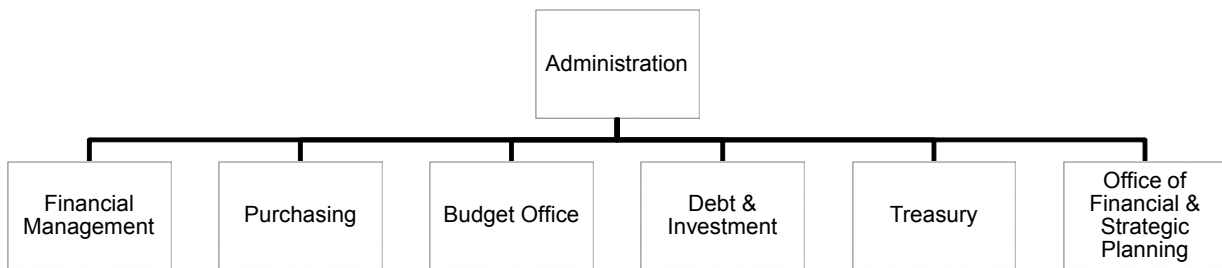 Administration
Financial
Management
Purchasing
Budget Office
Debt &
Investment
Treasury
Office of
Financial &
Strategic
Planning